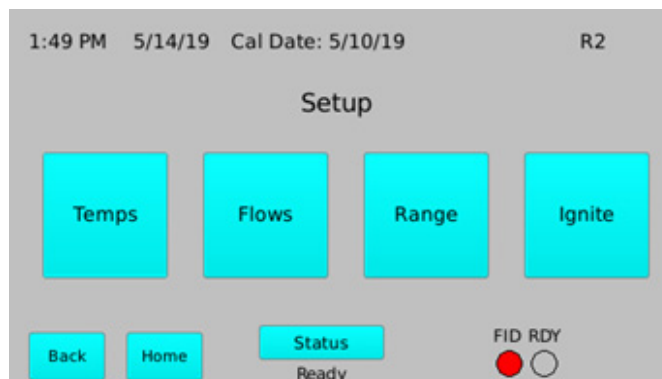 1:49 PM 5/14/19 Cal Date: 5/10/19 R2
Setup
Temps Flows Range Ignite
Back Home Status FID RDY
Ready